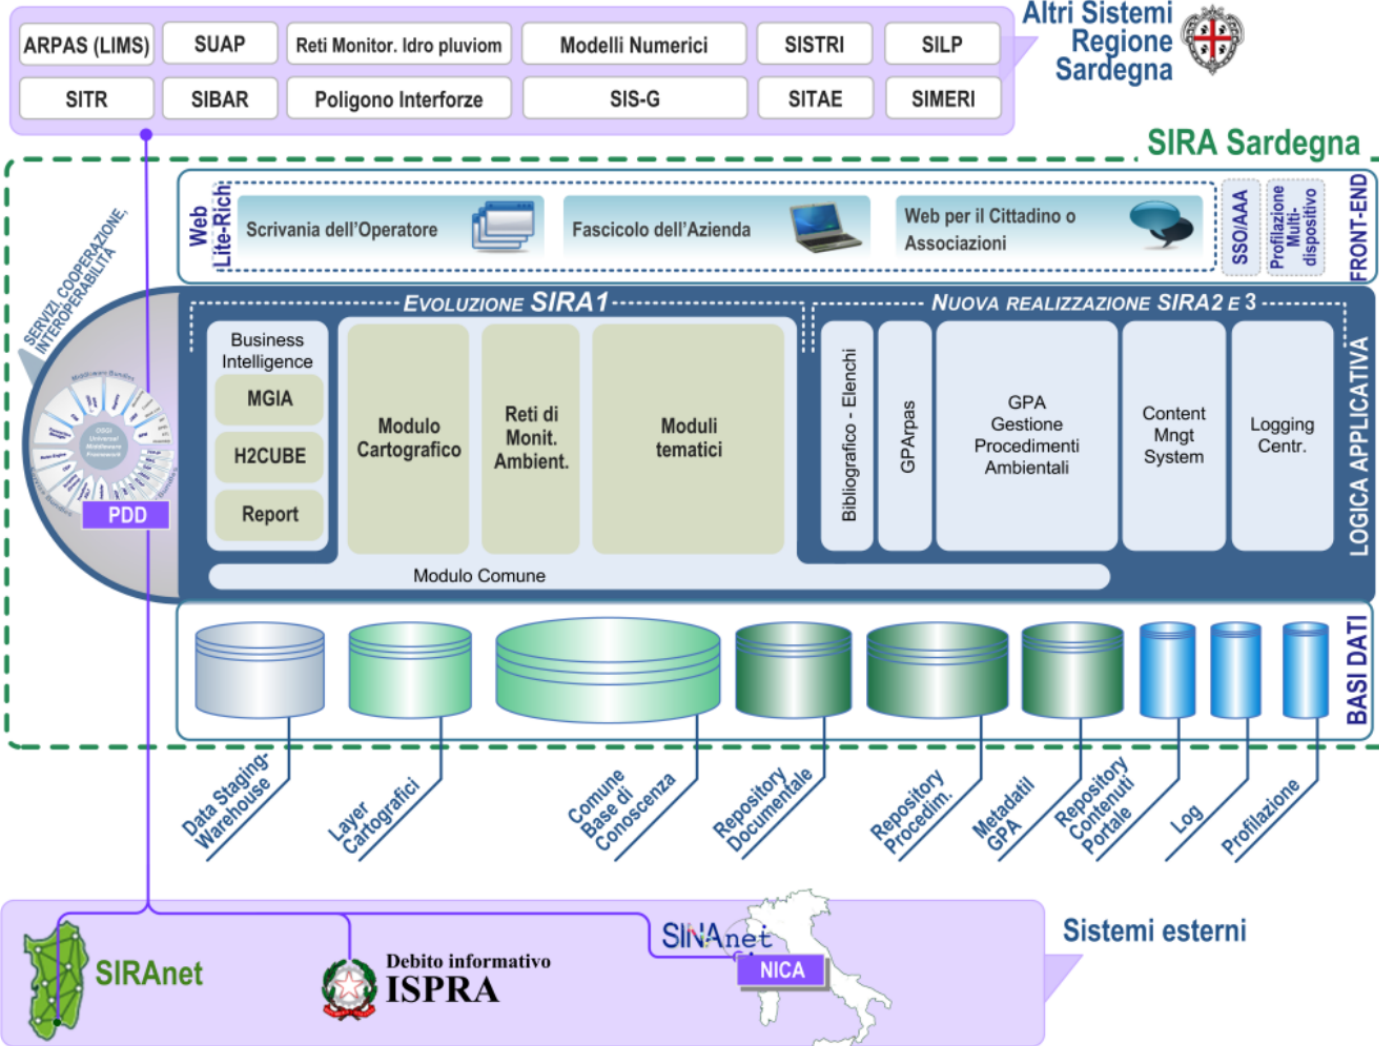 Altri Sistemi
Regione
Sardegna
ARPAS (LIMS)
SUAP
Reti Monitor. Idro pluviom
Modelli Numerici
SISTRI
SILP
SITR
SIBAR
Poligono Interforze
SIS-G
SITAE
SIMERI
SIRA Sardegna
SERVIZI, COOPERAZIONE,
INTEROPERABILITÀ
Web
Lite-Rich
Scrivania dell'Operatore
Fascicolo dell'Azienda
Web per il Cittadino o
Associazioni
SSO/AAA
Profilazione
Multi-
dispositivo
FRONT-END
EVOLUZIONE SIRA1
NUOVA REALIZZAZIONE SIRA2 E 3
Business
Intelligence
MGIA
H2CUBE
Report
Modulo
Cartografico
Reti di
Monit.
Ambient.
Moduli
tematici
Bibliografico - Elenchi
GPArpas
GPA
Gestione
Procedimenti
Ambientali
Content
Mngt
System
Logging
Centr.
LOGICA APPLICATIVA
OSGi
Universal
Middleware
Framework
PDD
Modulo Comune
BASI DATI
Data Staging-
Warehouse
Layer
Cartografici
Comune
Base di
Conoscenza
Repository
Documentale
Repository
Procedim.
Metadatil
GPA
Repository
Contenuti
Portale
Log
Profilazione
Sistemi esterni
SIRAnet
Debito informativo
ISPRA
SINAnet
NICA